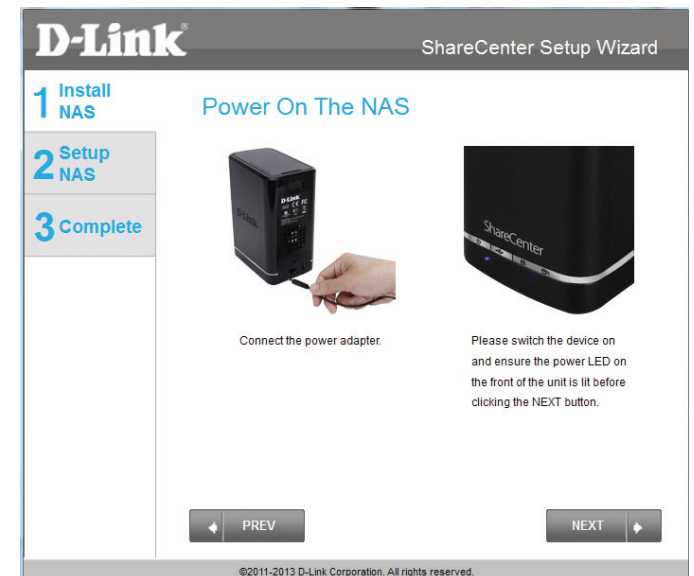 D-Link
ShareCenter Setup Wizard
1 Install
NAS
2 Setup
NAS
3 Complete
Power On The NAS
D-Link
D-Link
ShareCenter
Connect the power adapter.
Please switch the device on
and ensure the power LED on
the front of the unit is lit before
clicking the NEXT button.
PREV
NEXT
©2011-2013 D-Link Corporation. All rights reserved.